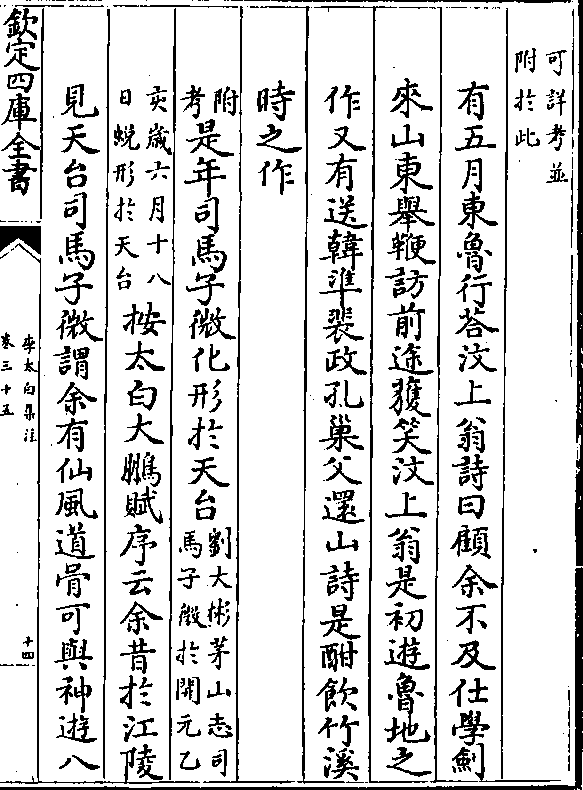 可詳考並
附於此
有五月東魯行荅汶上翁詩曰顧余不及仕學劍
來山東舉鞭訪前途獲笑汶上翁是初遊魯地之
作又有送韓準裴政孔巢父還山詩是酣飲竹溪
時之作
附
考
是年司馬子微化形於天台
劉大彬茅山志司
馬子微於開元乙
亥嵗六月十八
日蜕形於天台
按太白大鵬賦序云余昔於江陵
見天台司馬子微謂余有仙風道骨可與神遊八
欽定四庫全書
李太白集注
卷三十五
十四